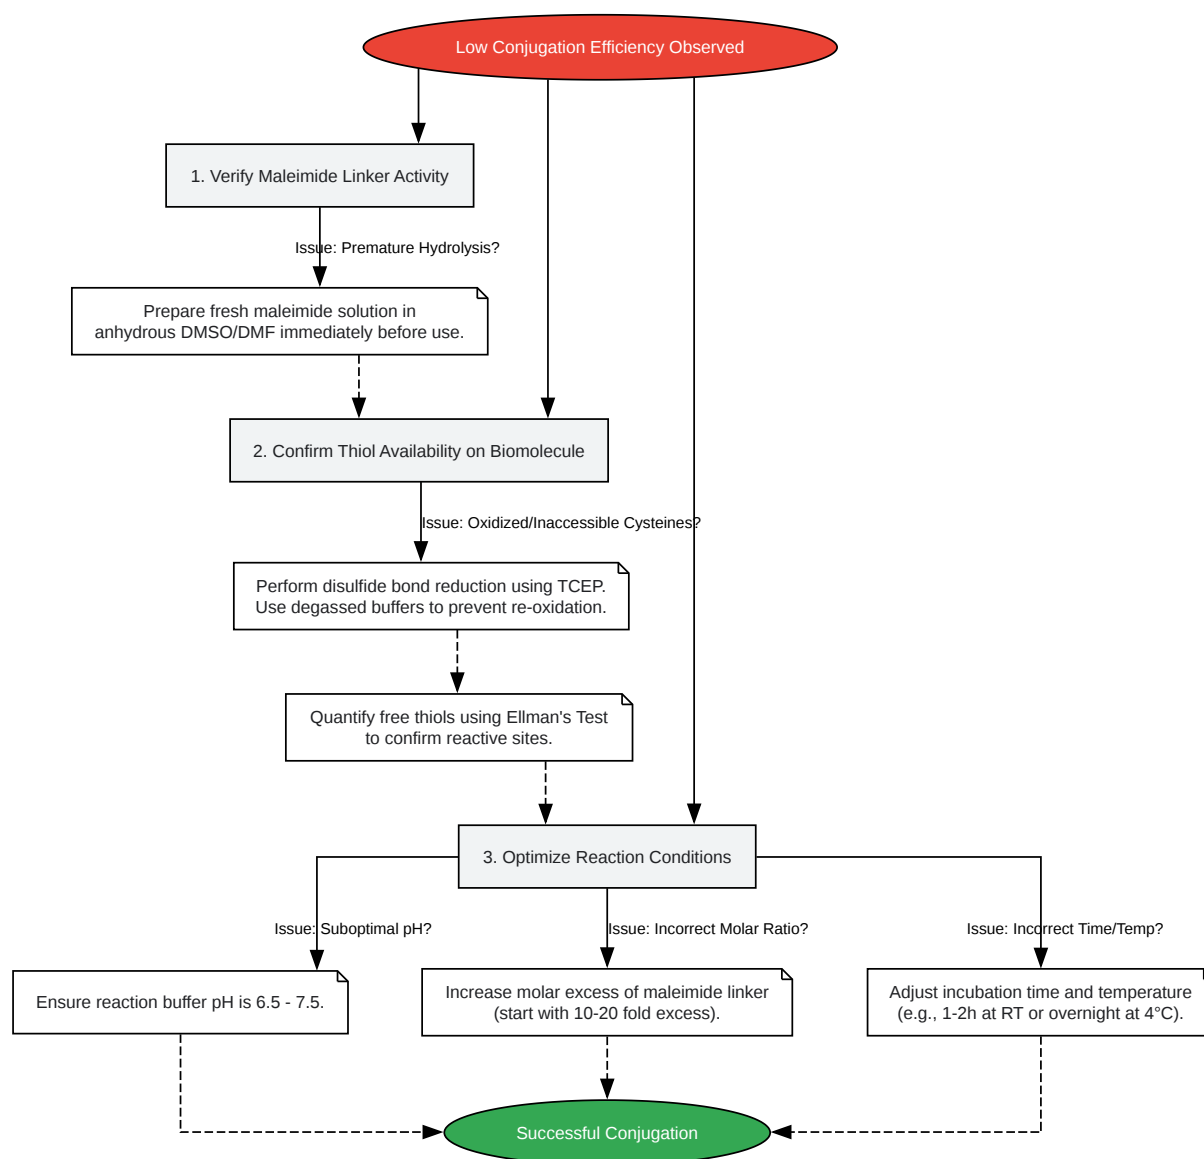 Low Conjugation Efficiency Observed
1. Verify Maleimide Linker Activity
Issue: Premature Hydrolysis?
Prepare fresh maleimide solution in
anhydrous DMSO/DMF immediately before use.
2. Confirm Thiol Availability on Biomolecule
Issue: Oxidized/Inaccessible Cysteines?
Perform disulfide bond reduction using TCEP.
Use degassed buffers to prevent re-oxidation.
Quantify free thiols using Ellman's Test
to confirm reactive sites.
3. Optimize Reaction Conditions
Issue: Suboptimal pH?
Issue: Incorrect Molar Ratio?
Issue: Incorrect Time/Temp?
Ensure reaction buffer pH is 6.5 - 7.5.
Increase molar excess of maleimide linker
(start with 10-20 fold excess).
Adjust incubation time and temperature
(e.g., 1-2h at RT or overnight at 4°C).
Successful Conjugation